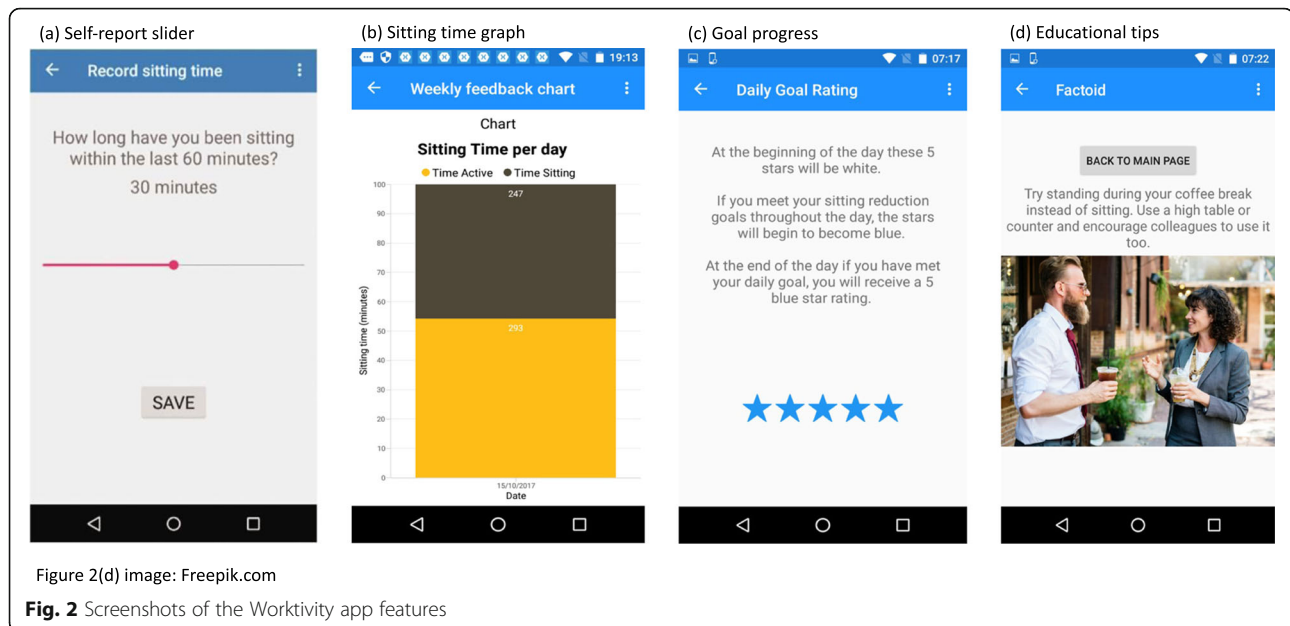 (a) Self-report slider
Record sitting time
How long have you been sitting
within the last 60 minutes?
30 minutes
SAVE
(b) Sitting time graph
19:13
Weekly feedback chart
Chart
Sitting Time per day
Time Active Time Sitting
100
90
80
70
60
50
40
30
20
10
0
Sitting time (minutes)
247
293
15/10/2017
Date
(c) Goal progress
07:17
Daily Goal Rating
At the beginning of the day these 5
stars will be white.
If you meet your sitting reduction
goals throughout the day, the stars
will begin to become blue.
At the end of the day if you have met
your daily goal, you will receive a 5
blue star rating.
(d) Educational tips
07:22
Factoid
BACK TO MAIN PAGE
Try standing during your coffee break
instead of sitting. Use a high table or
counter and encourage colleagues to use it
too.
Figure 2(d) image: Freepik.com
Fig. 2 Screenshots of the Worktivity app features